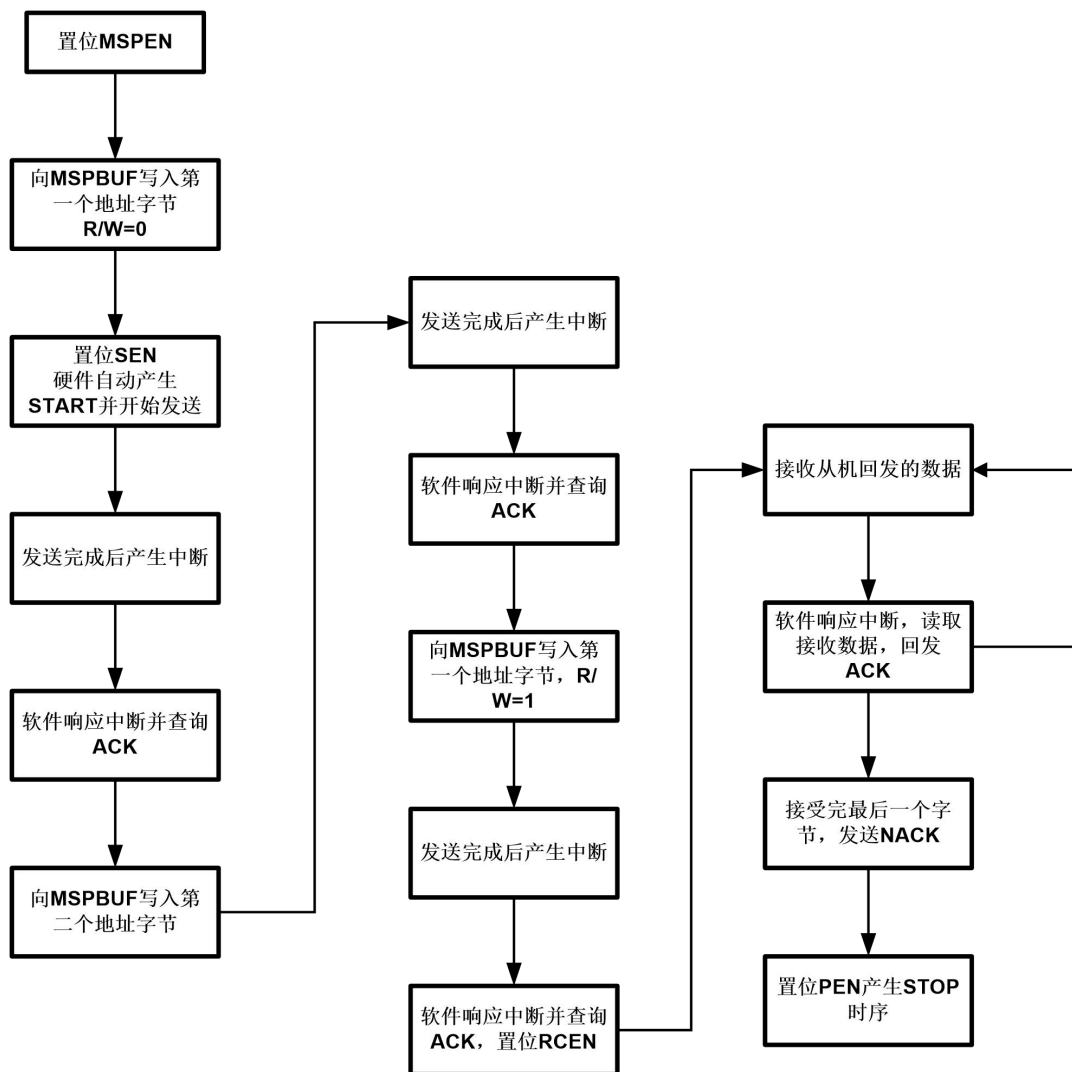 置位MSPEN
向MSPBUF写入第
一个地址字节
R/W=0
置位SEN
硬件自动产生
START并开始发送
发送完成后产生中断
软件响应中断并查询
ACK
向MSPBUF写入第
二个地址字节
发送完成后产生中断
软件响应中断并查询
ACK
向MSPBUF写入第
一个地址字节，R/
W=1
发送完成后产生中断
软件响应中断并查询
ACK，置位RCEN
接收从机回发的数据
软件响应中断，读取
接收数据，回发
ACK
接受完最后一个字
节，发送NACK
置位PEN产生STOP
时序